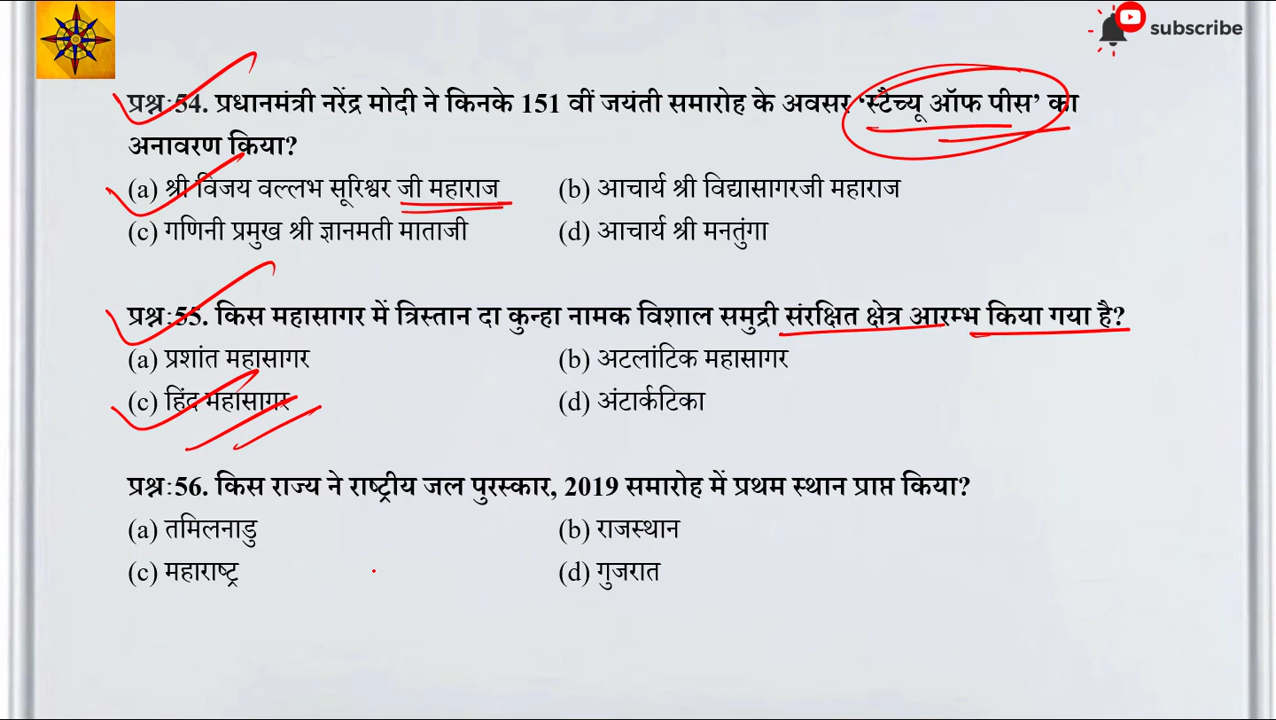 subscribe
प्रश्न:54. प्रधानमंत्री नरेंद्र मोदी ने किनके 151 वीं जयंती समारोह के अवसर ‘स्टैच्यू ऑफ पीस’ का
अनावरण किया?
(a) श्री विजय वल्लभ सूरिश्वर जी महाराज (b) आचार्य श्री विद्यासागरजी महाराज
(c) गणिनी प्रमुख श्री ज्ञानमती माताजी (d) आचार्य श्री मनतुंगा
प्रश्न:55. किस महासागर में त्रिस्तान दा कुन्हा नामक विशाल समुद्री संरक्षित क्षेत्र आरम्भ किया गया है?
(a) प्रशांत महासागर (b) अटलांटिक महासागर
(c) हिंद महासागर (d) अंटार्कटिका
प्रश्न:56. किस राज्य ने राष्ट्रीय जल पुरस्कार, 2019 समारोह में प्रथम स्थान प्राप्त किया?
(a) तमिलनाडु (b) राजस्थान
(c) महाराष्ट्र (d) गुजरात